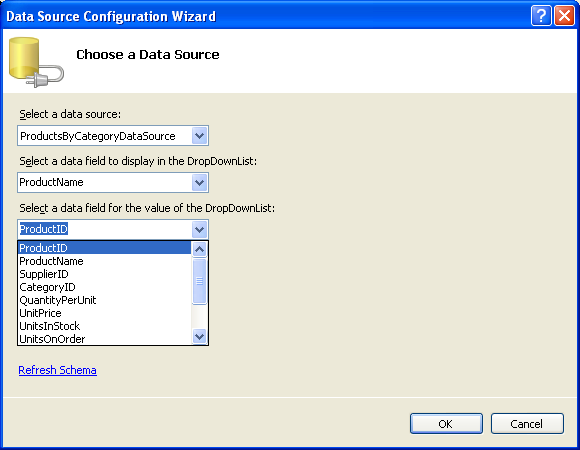 Data Source Configuration Wizard
Choose a Data Source
Select a data source:
ProductsByCategoryDataSource
Select a data field to display in the DropDownList:
ProductName
Select a data field for the value of the DropDownList:
ProductID
ProductID
ProductName
SupplierID
CategoryID
QuantityPerUnit
UnitPrice
UnitsInStock
UnitsOnOrder
Refresh Schema
OK Cancel